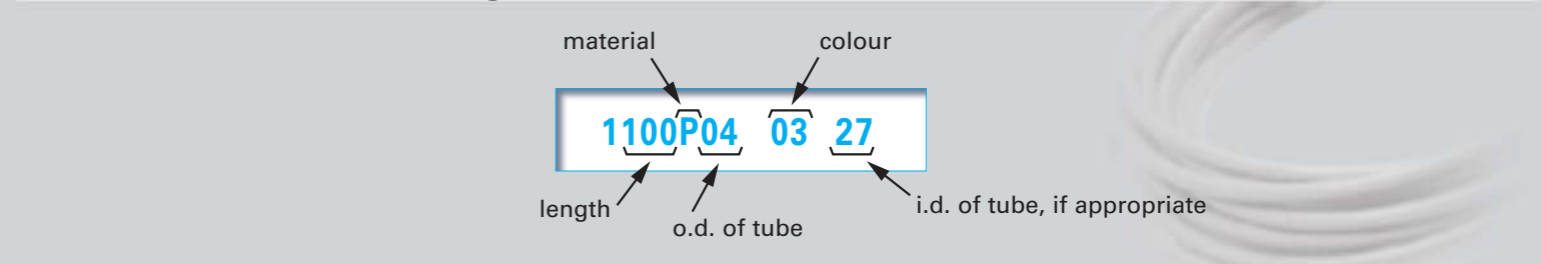 material colour
1100P04 03 27
length o.d. of tube i.d. of tube, if appropriate